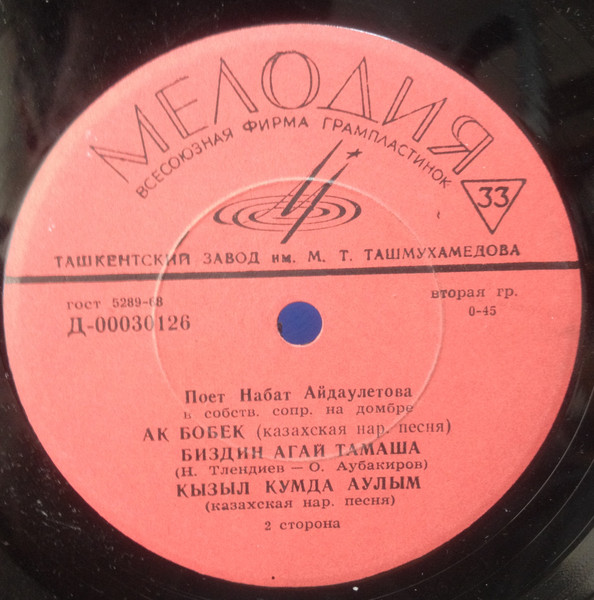 МЕЛОДИЯ
ВСЕСОЮЗНАЯ ФИРМА ГРАМПЛАСТИНОК
33
ТАШКЕНТСКИЙ ЗАВОД им. М. Т. ТАШМУХАМЕДОВА
гост 5289-68 вторая гр.
Д-00030126 0-45
Поет Набат Айдаулетова
в собств. сопр. на домбре
АК БОБЕК (казахская нар. песня)
БИЗДИН АГАЙ ТАМАША
(Н. Тлендиев — О. Аубакиров)
ҚЫЗЫЛ ҚУМДА АУЛЫМ
(казахская нар. песня)
2 сторона